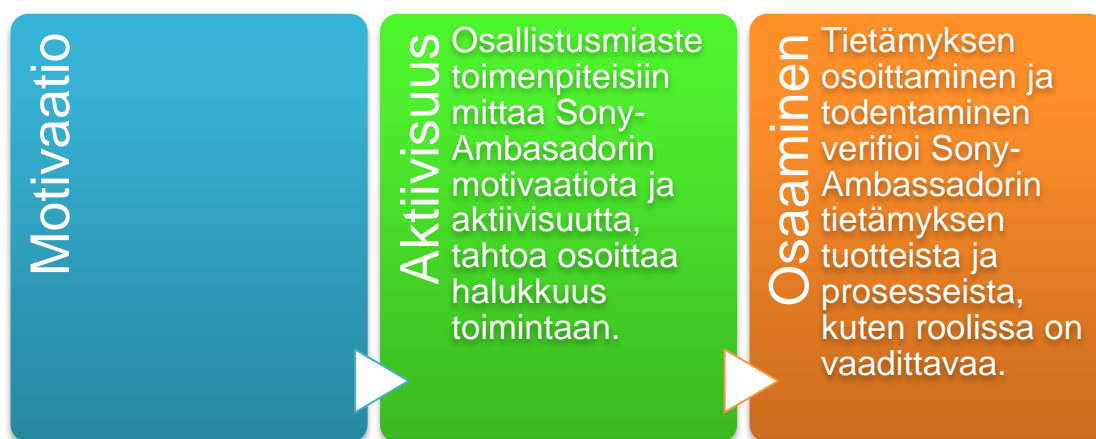 Motivaatio
Aktiivisuus
Osallistusmiaste
toimenpiteisiin
mittaa Sony-
Ambasadorin
motivaatiota ja
aktiivisuutta,
tahtoa osoittaa
halukkuus
toimintaan.
Osaaminen
Tietämyksen
osoittaminen ja
todentaminen
verifioi Sony-
Ambassadorin
tietämyksen
tuotteista ja
prosesseista,
kuten roolissa on
vaadittavaa.